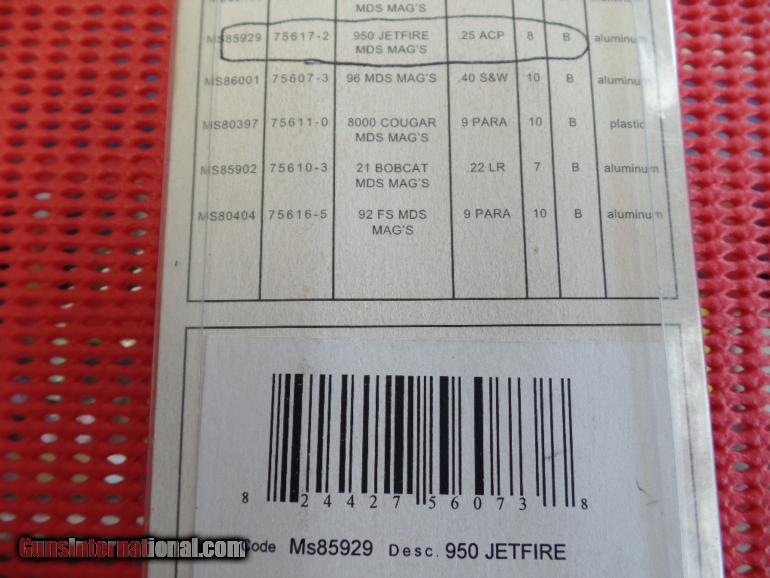 MDS MAG'S
MS85929 75617-2 950 JETFIRE .25 ACP 8 B aluminum
MDS MAG'S
MS86001 75607-3 96 MDS MAG'S .40 S&W 10 B aluminum
MS80397 75611-0 8000 COUGAR 9 PARA 10 B plastic
MDS MAG'S
MS85902 75610-3 21 BOBCAT .22 LR 7 B aluminum
MDS MAG'S
MS80404 75616-5 92 FS MDS 9 PARA 10 B aluminum
MAG'S
8 24427 56073 8
Code Ms85929 Desc. 950 JETFIRE
GunsInternational.com